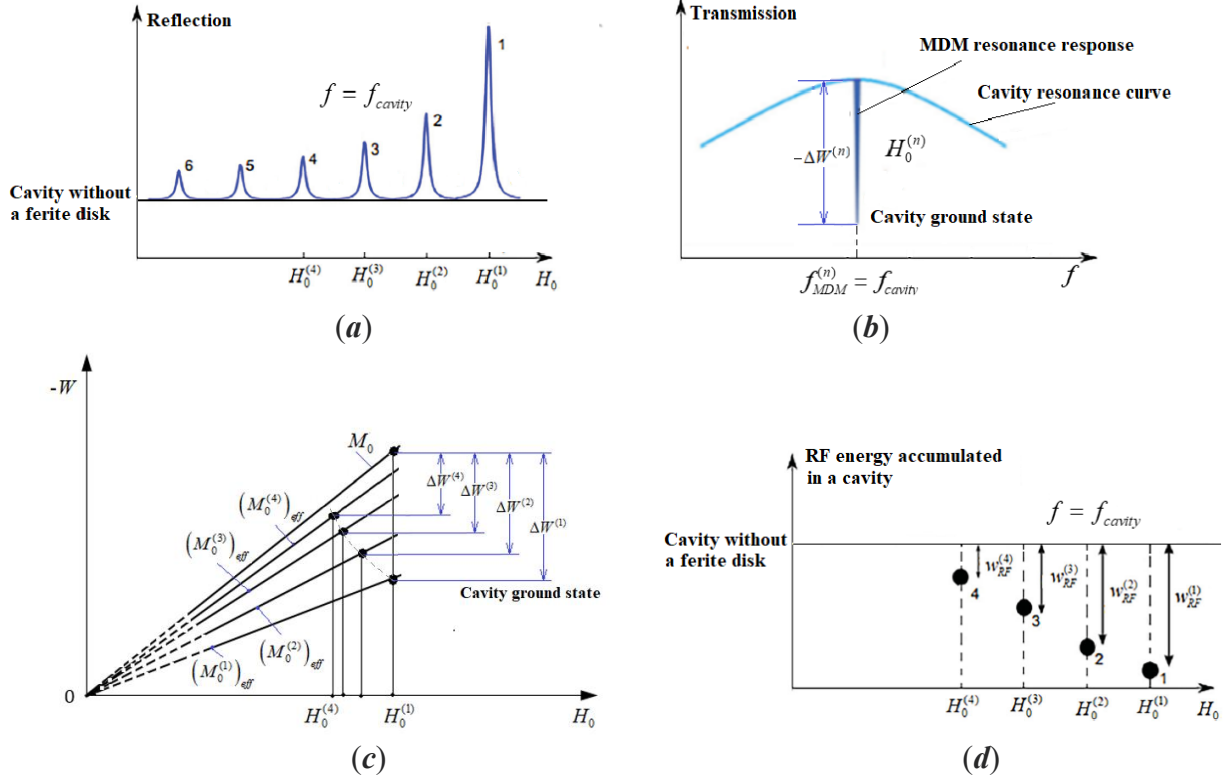 Reflection
1
f = f_cavity
2
3
4
5
6
Cavity without
a ferite disk
H_0^(4) H_0^(3) H_0^(2) H_0^(1) H_0
(a)
Transmission
MDM resonance response
Cavity resonance curve
−ΔW^(n)
H_0^(n)
Cavity ground state
f_MDM^(n) = f_cavity
f
(b)
-W
M_0
(M_0^(4))_eff
(M_0^(3))_eff
(M_0^(2))_eff
(M_0^(1))_eff
ΔW^(4)
ΔW^(3)
ΔW^(2)
ΔW^(1)
Cavity ground state
0
H_0^(4) H_0^(1) H_0
(c)
RF energy accumulated
in a cavity
f = f_cavity
Cavity without
a ferite disk
w_RF^(4) w_RF^(3) w_RF^(2) w_RF^(1)
4
3
2
1
H_0^(4) H_0^(3) H_0^(2) H_0^(1) H_0
(d)